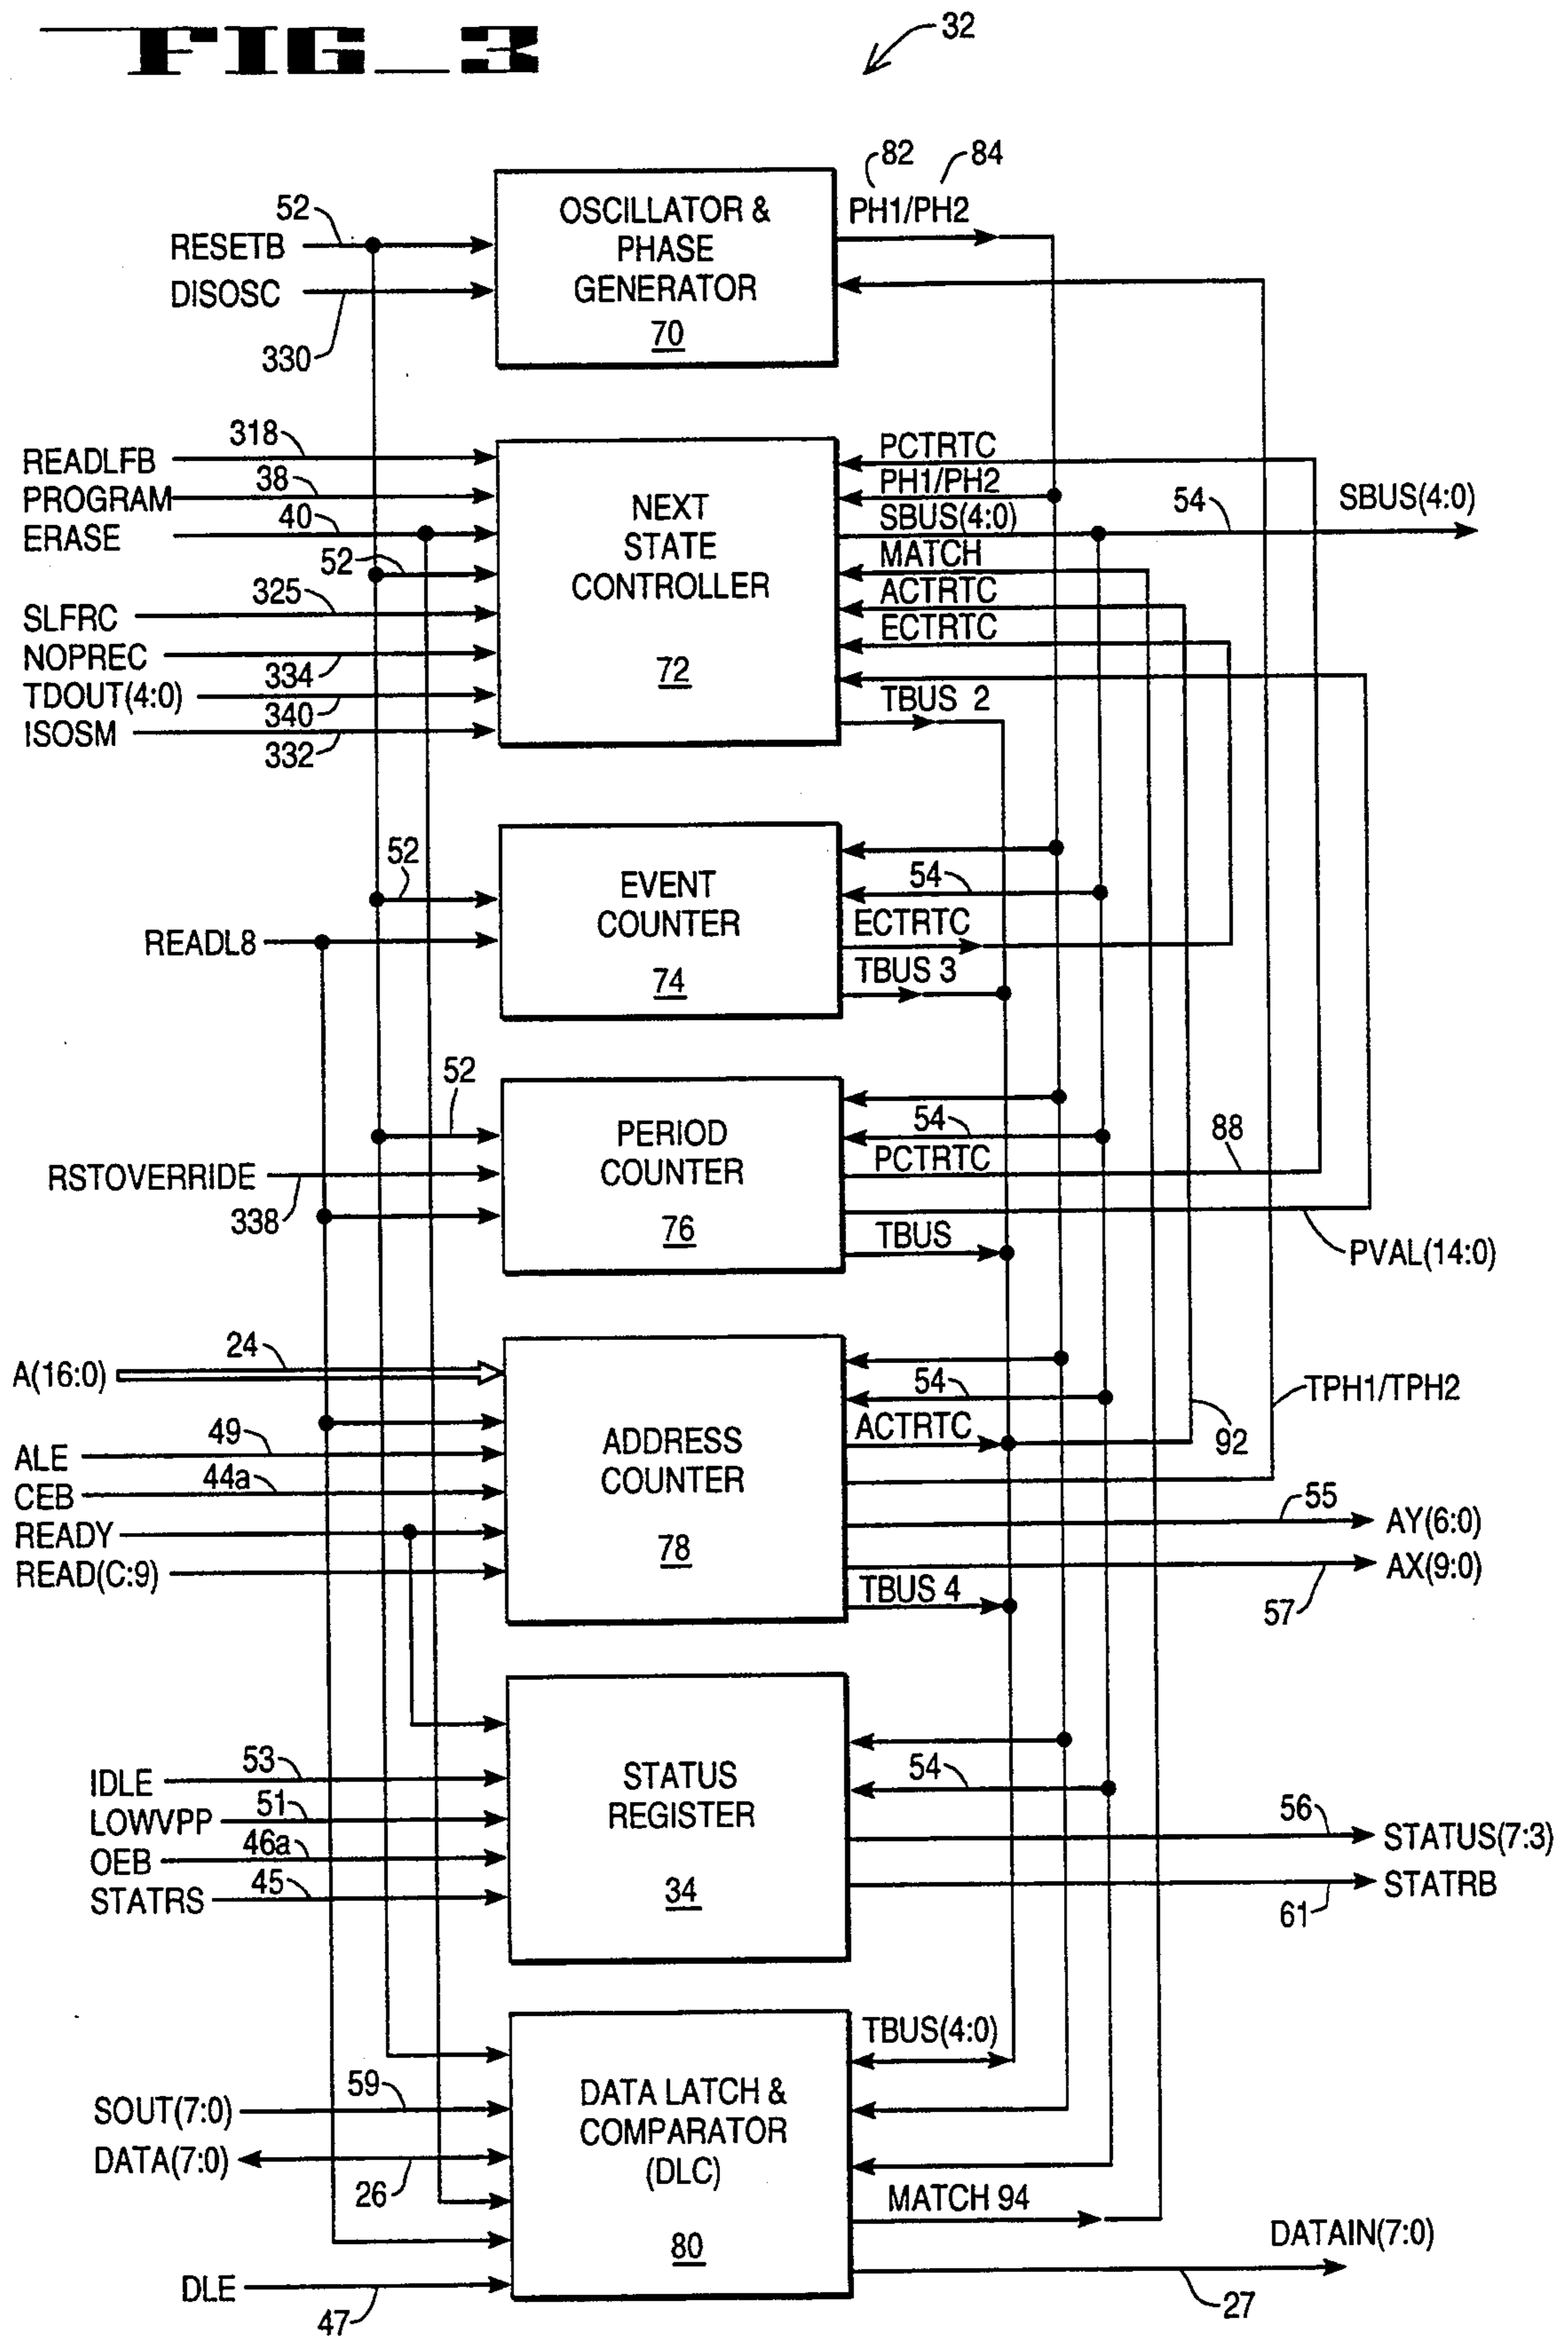 FIG_3
32
82 84
52
RESETB
DISOSC
330
OSCILLATOR &
PHASE
GENERATOR
70
PH1/PH2
READLFB 318
PROGRAM 38
ERASE 40
52
SLFRC 325
NOPREC 334
TDOUT(4:0) 340
ISOSM 332
NEXT
STATE
CONTROLLER
72
PCTRTC
PH1/PH2
SBUS(4:0) 54 SBUS(4:0)
MATCH
ACTRTC
ECTRTC
TBUS 2
52
READL8
EVENT
COUNTER
74
54
ECTRTC
TBUS 3
52
RSTOVERRIDE
338
PERIOD
COUNTER
76
54
PCTRTC 88
TBUS
PVAL(14:0)
A(16:0) 24
ALE 49
CEB 44a
READY
READ(C:9)
ADDRESS
COUNTER
78
54
ACTRTC 92
TPH1/TPH2
55 AY(6:0)
AX(9:0)
57
TBUS 4
IDLE 53
LOWVPP 51
OEB 46a
STATRS 45
STATUS
REGISTER
34
54
56 STATUS(7:3)
STATRB
61
SOUT(7:0) 59
DATA(7:0)
26
DLE
47
DATA LATCH &
COMPARATOR
(DLC)
80
TBUS(4:0)
MATCH 94
DATAIN(7:0)
27